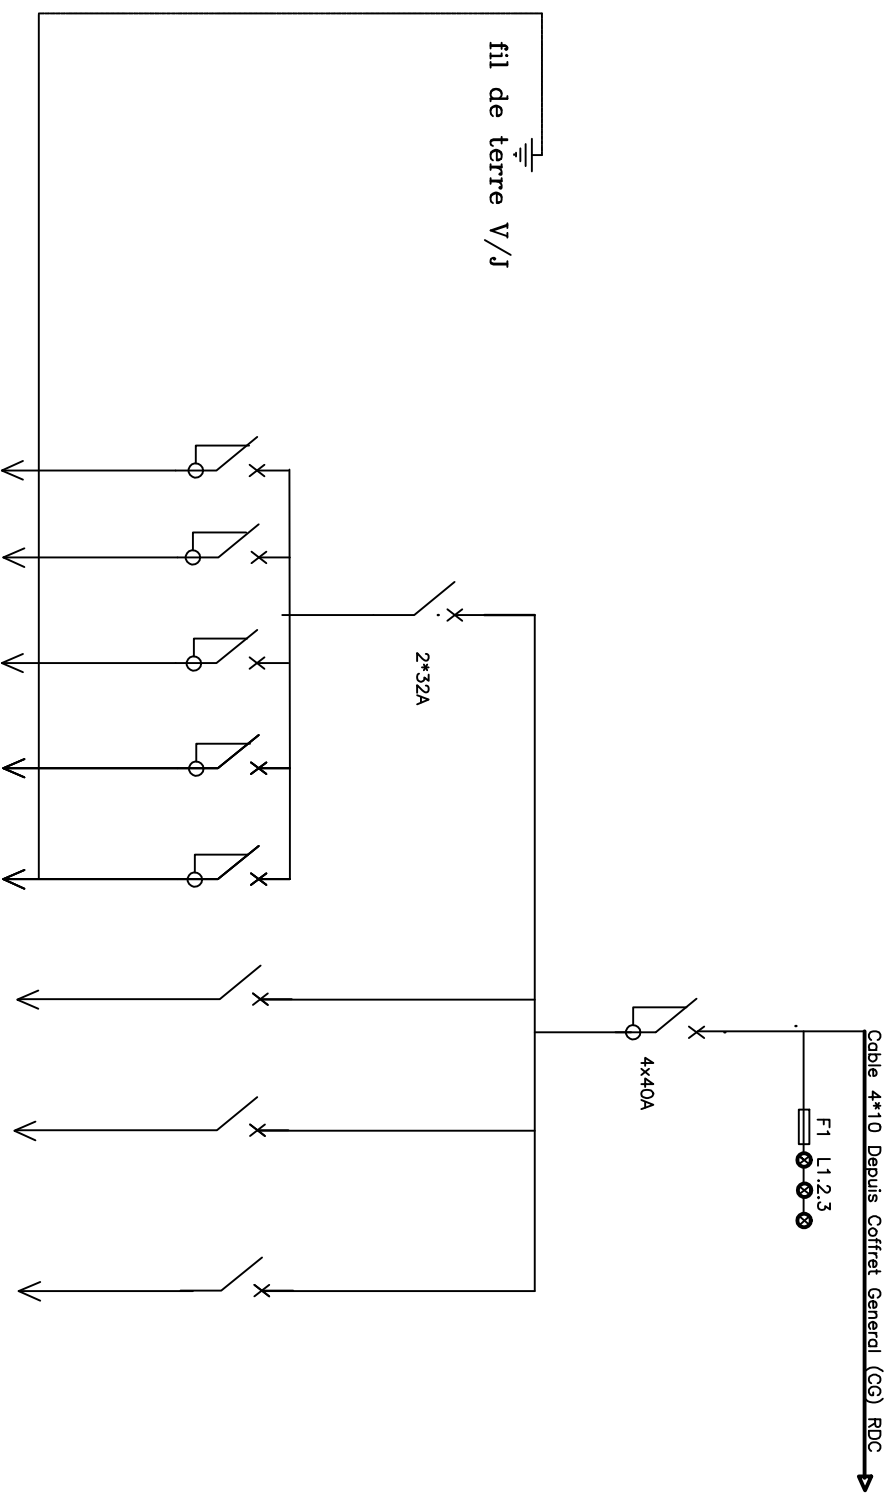 Cable 4*10 Depuis Coffret General (CG) RDC
F1 L1.2.3
4x40A
2*32A
fil de terre V/J